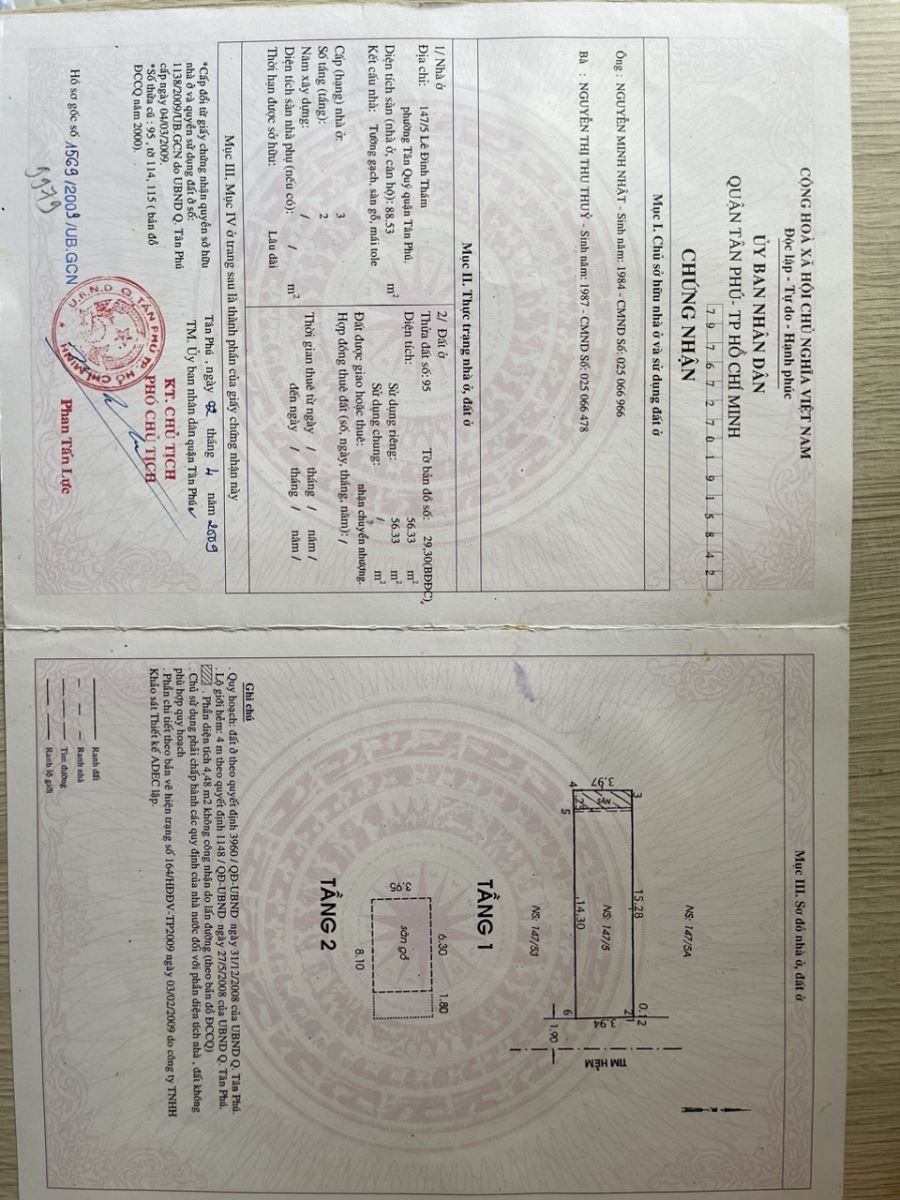 CỘNG HOÀ XÃ HỘI CHỦ NGHĨA VIỆT NAM
Độc lập - Tự do - Hạnh phúc
ỦY BAN NHÂN DÂN
QUẬN TÂN PHÚ- TP HỒ CHÍ MINH
7 9 7 6 7 2 7 0 1 9 1 5 8 4 2
CHỨNG NHẬN
Mục I. Chủ sở hữu nhà ở và sử dụng đất ở
Ông : NGUYỄN MINH NHẬT - Sinh năm: 1984 - CMND Số: 025 066 966
Bà : NGUYỄN THỊ THU THUỶ - Sinh năm: 1987 - CMND Số: 025 066 478
Mục II. Thực trạng nhà ở, đất ở
1/ Nhà ở
Địa chỉ: 147/5 Lê Đình Thám
phường Tân Quý quận Tân Phú.
Diện tích sàn (nhà ở, căn hộ): 88.53 m²
Kết cấu nhà: Tường gạch, sàn gỗ, mái tole
Cấp (hạng) nhà ở: 3
Số tầng (tầng): 2
Năm xây dựng: /
Diện tích sàn nhà phụ (nếu có): / m²
Thời hạn được sở hữu: Lâu dài
2/ Đất ở
Thửa đất số: 95 Tờ bản đồ số: 29,30(BĐĐC),
Diện tích: 56.33 m²
Sử dụng riêng: 56.33 m²
Sử dụng chung: / m²
Đất được giao hoặc thuê: nhận chuyển nhượng.
Hợp đồng thuê đất (số, ngày, tháng, năm): /
Thời gian thuê từ ngày / tháng / năm /
đến ngày / tháng / năm /
Mục III. Mục IV ở trang sau là thành phần của giấy chứng nhận này
*Cấp đổi từ giấy chứng nhận quyền sở hữu
nhà ở và quyền sử dụng đất ở số:
1138/2009/UB.GCN do UBND Q. Tân Phú
cấp ngày 04/03/2009.
*Số thửa cũ : 95 , tờ 114 , 115 ( bản đồ
ĐCCQ năm 2000).
Hồ sơ gốc số 1569 /2009 /UB.GCN
9979
Tân Phú , ngày 02 tháng 4 năm 2009
TM. Ủy ban nhân dân quận Tân Phú
KT. CHỦ TỊCH
PHÓ CHỦ TỊCH
U.B.N.D Q. TÂN PHÚ TP. HỒ CHÍ MINH
Phan Tấn Lực
Mục III. Sơ đồ nhà ở, đất ở
NS: 147/5A
3
15.28
0.12
2
1
3.97
NS: 147/5
3.94
TIM HẺM
4
5
14.30
6
1.90
NS: 147/53
TẦNG 1
6.30
1.80
3.95
sàn gỗ
8.10
TẦNG 2
Ghi chú
. Quy hoạch: đất ở theo quyết định 3960 / QĐ-UBND ngày 31/12/2008 của UBND Q. Tân Phú
. Lộ giới hẻm: 4 m theo quyết định 1148 / QĐ-UBND ngày 27/5/2008 của UBND Q. Tân Phú.
. Phần diện tích 4,48 m2 không công nhận do lấn đường (theo bản đồ ĐCCQ)
. Chủ sử dụng phải chấp hành các quy định của nhà nước đối với phần diện tích nhà , đất không
phù hợp quy hoạch
. Phần chi tiết theo bản vẽ hiện trạng số 164/HĐĐV-TP2009 ngày 03/02/2009 do công ty TNHH
Khảo sát Thiết kế ADEC lập.
Ranh đất
Ranh nhà
Tim đường
Ranh lộ giới